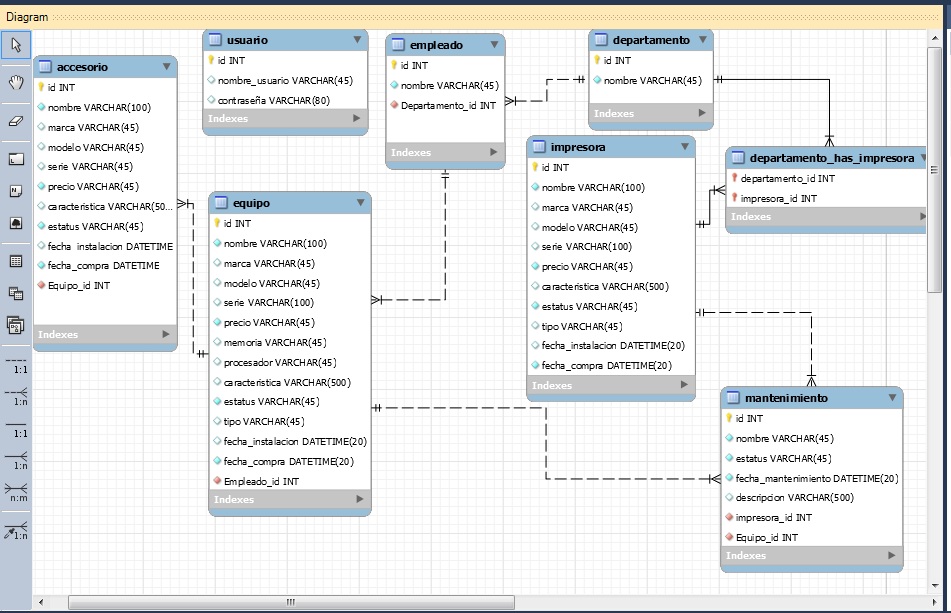 Diagram
accesorio
id INT
nombre VARCHAR(100)
marca VARCHAR(45)
modelo VARCHAR(45)
serie VARCHAR(45)
precio VARCHAR(45)
caracteristica VARCHAR(50...
estatus VARCHAR(45)
fecha_instalacion DATETIME
fecha_compra DATETIME
Equipo_id INT
Indexes
usuario
id INT
nombre_usuario VARCHAR(45)
contraseña VARCHAR(80)
Indexes
empleado
id INT
nombre VARCHAR(45)
Departamento_id INT
Indexes
departamento
id INT
nombre VARCHAR(45)
Indexes
equipo
id INT
nombre VARCHAR(100)
marca VARCHAR(45)
modelo VARCHAR(45)
serie VARCHAR(100)
precio VARCHAR(45)
memoria VARCHAR(45)
procesador VARCHAR(45)
caracteristica VARCHAR(500)
estatus VARCHAR(45)
tipo VARCHAR(45)
fecha_instalacion DATETIME(20)
fecha_compra DATETIME(20)
Empleado_id INT
Indexes
impresora
id INT
nombre VARCHAR(100)
marca VARCHAR(45)
modelo VARCHAR(45)
serie VARCHAR(100)
precio VARCHAR(45)
caracteristica VARCHAR(500)
estatus VARCHAR(45)
tipo VARCHAR(45)
fecha_instalacion DATETIME(20)
fecha_compra DATETIME(20)
Indexes
departamento_has_impresora
departamento_id INT
impresora_id INT
Indexes
mantenimiento
id INT
nombre VARCHAR(45)
estatus VARCHAR(45)
fecha_mantenimiento DATETIME(20)
descripcion VARCHAR(500)
impresora_id INT
Equipo_id INT
Indexes
1:1
1:n
1:1
1:n
n:m
1:n